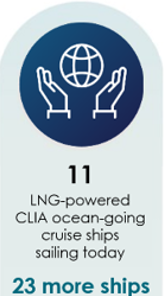 11
LNG-powered
CLIA ocean-going
cruise ships
sailing today
23 more ships